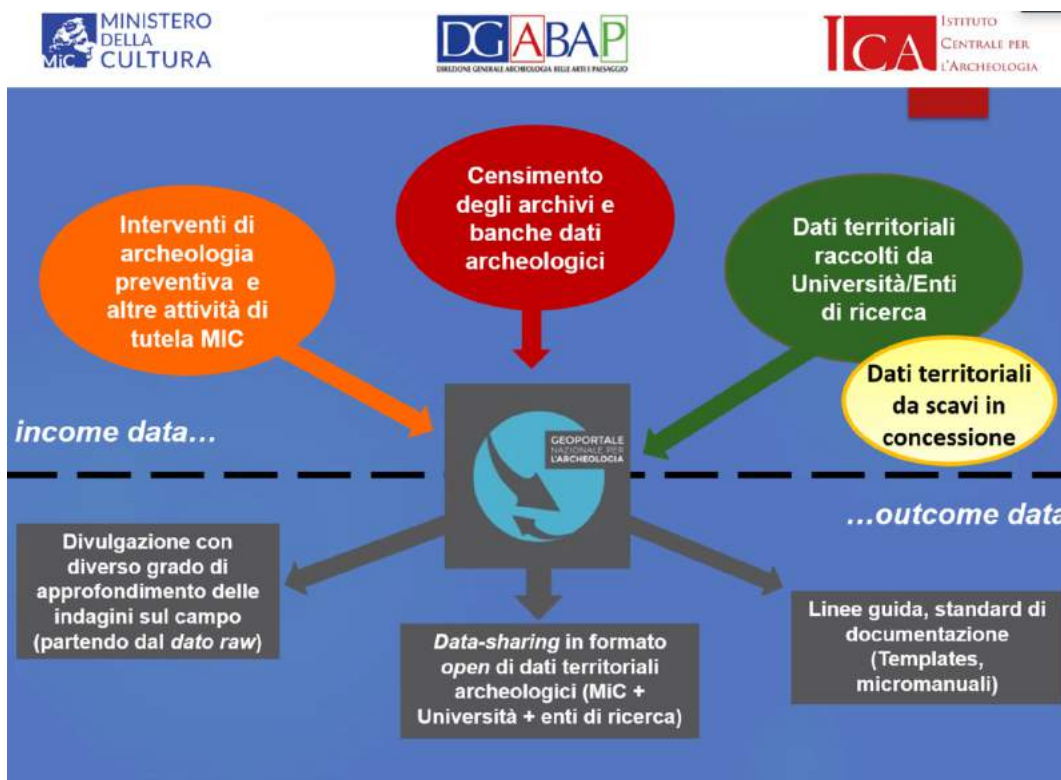 MiC
MINISTERO
DELLA
CULTURA
DGABAP
DIREZIONE GENERALE ARCHEOLOGIA BELLE ARTI E PAESAGGIO
ICA
ISTITUTO
CENTRALE PER
L'ARCHEOLOGIA
Interventi di
archeologia
preventiva e
altre attività di
tutela MIC
Censimento
degli archivi e
banche dati
archeologici
Dati territoriali
raccolti da
Università/Enti
di ricerca
Dati territoriali
da scavi in
concessione
income data...
GEOPORTALE
NAZIONALE PER
L'ARCHEOLOGIA
...outcome data
Divulgazione con
diverso grado di
approfondimento delle
indagini sul campo
(partendo dal dato raw)
Data-sharing in formato
open di dati territoriali
archeologici (MiC +
Università + enti di ricerca)
Linee guida, standard di
documentazione
(Templates,
micromanuali)